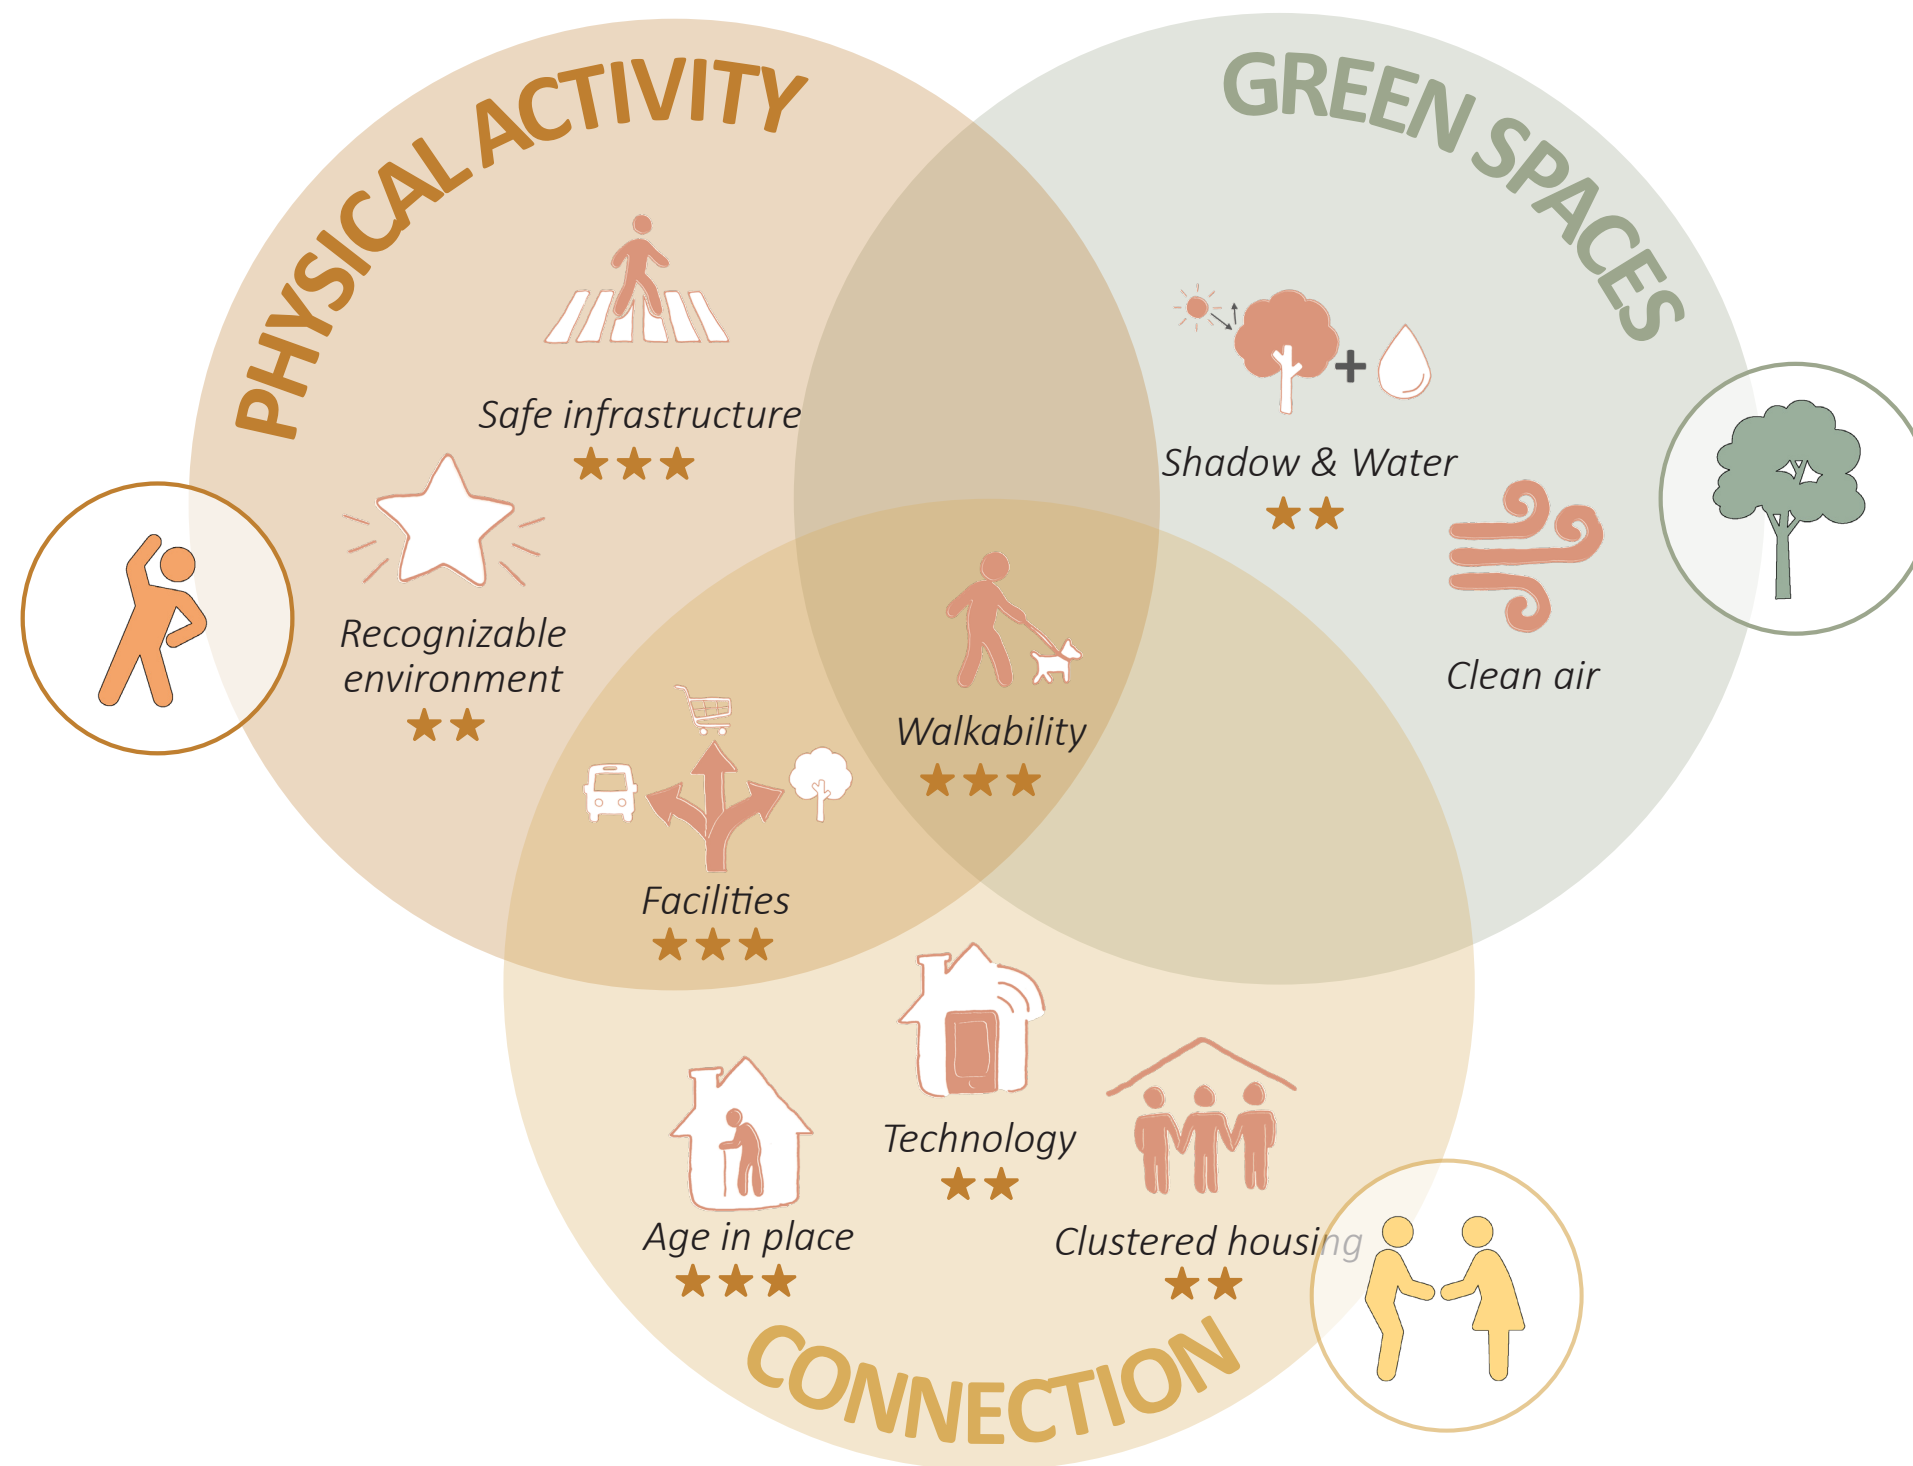 PHYSICAL ACTIVITY
GREEN SPACES
Safe infrastructure
Shadow & Water
Recognizable
environment
Clean air
Walkability
Facilities
Technology
Age in place
Clustered housing
CONNECTION